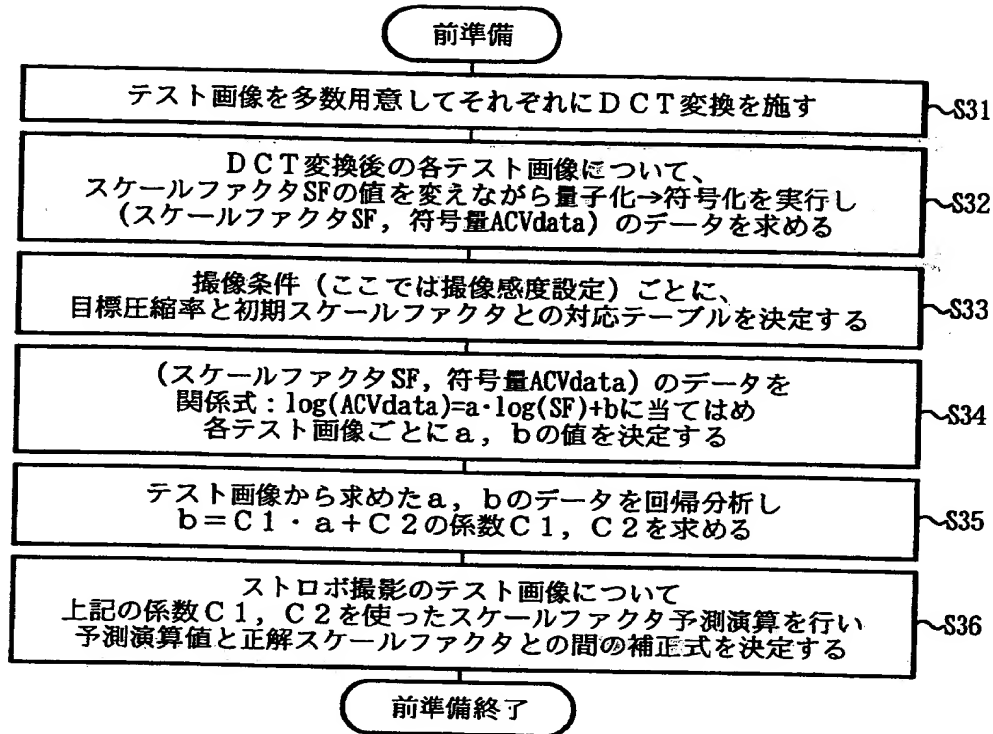 前準備
テスト画像を多数用意してそれぞれにＤＣＴ変換を施す
S31
ＤＣＴ変換後の各テスト画像について、
スケールファクタSFの値を変えながら量子化→符号化を実行し
(スケールファクタSF, 符号量ACVdata) のデータを求める
S32
撮像条件 (ここでは撮像感度設定) ごとに、
目標圧縮率と初期スケールファクタとの対応テーブルを決定する
S33
(スケールファクタSF, 符号量ACVdata) のデータを
関係式：log(ACVdata)=a·log(SF)+bに当てはめ
各テスト画像ごとにａ, ｂの値を決定する
S34
テスト画像から求めたａ, ｂのデータを回帰分析し
ｂ＝Ｃ１・ａ＋Ｃ２の係数Ｃ１, Ｃ２を求める
S35
ストロボ撮影のテスト画像について
上記の係数Ｃ１, Ｃ２を使ったスケールファクタ予測演算を行い
予測演算値と正解スケールファクタとの間の補正式を決定する
S36
前準備終了